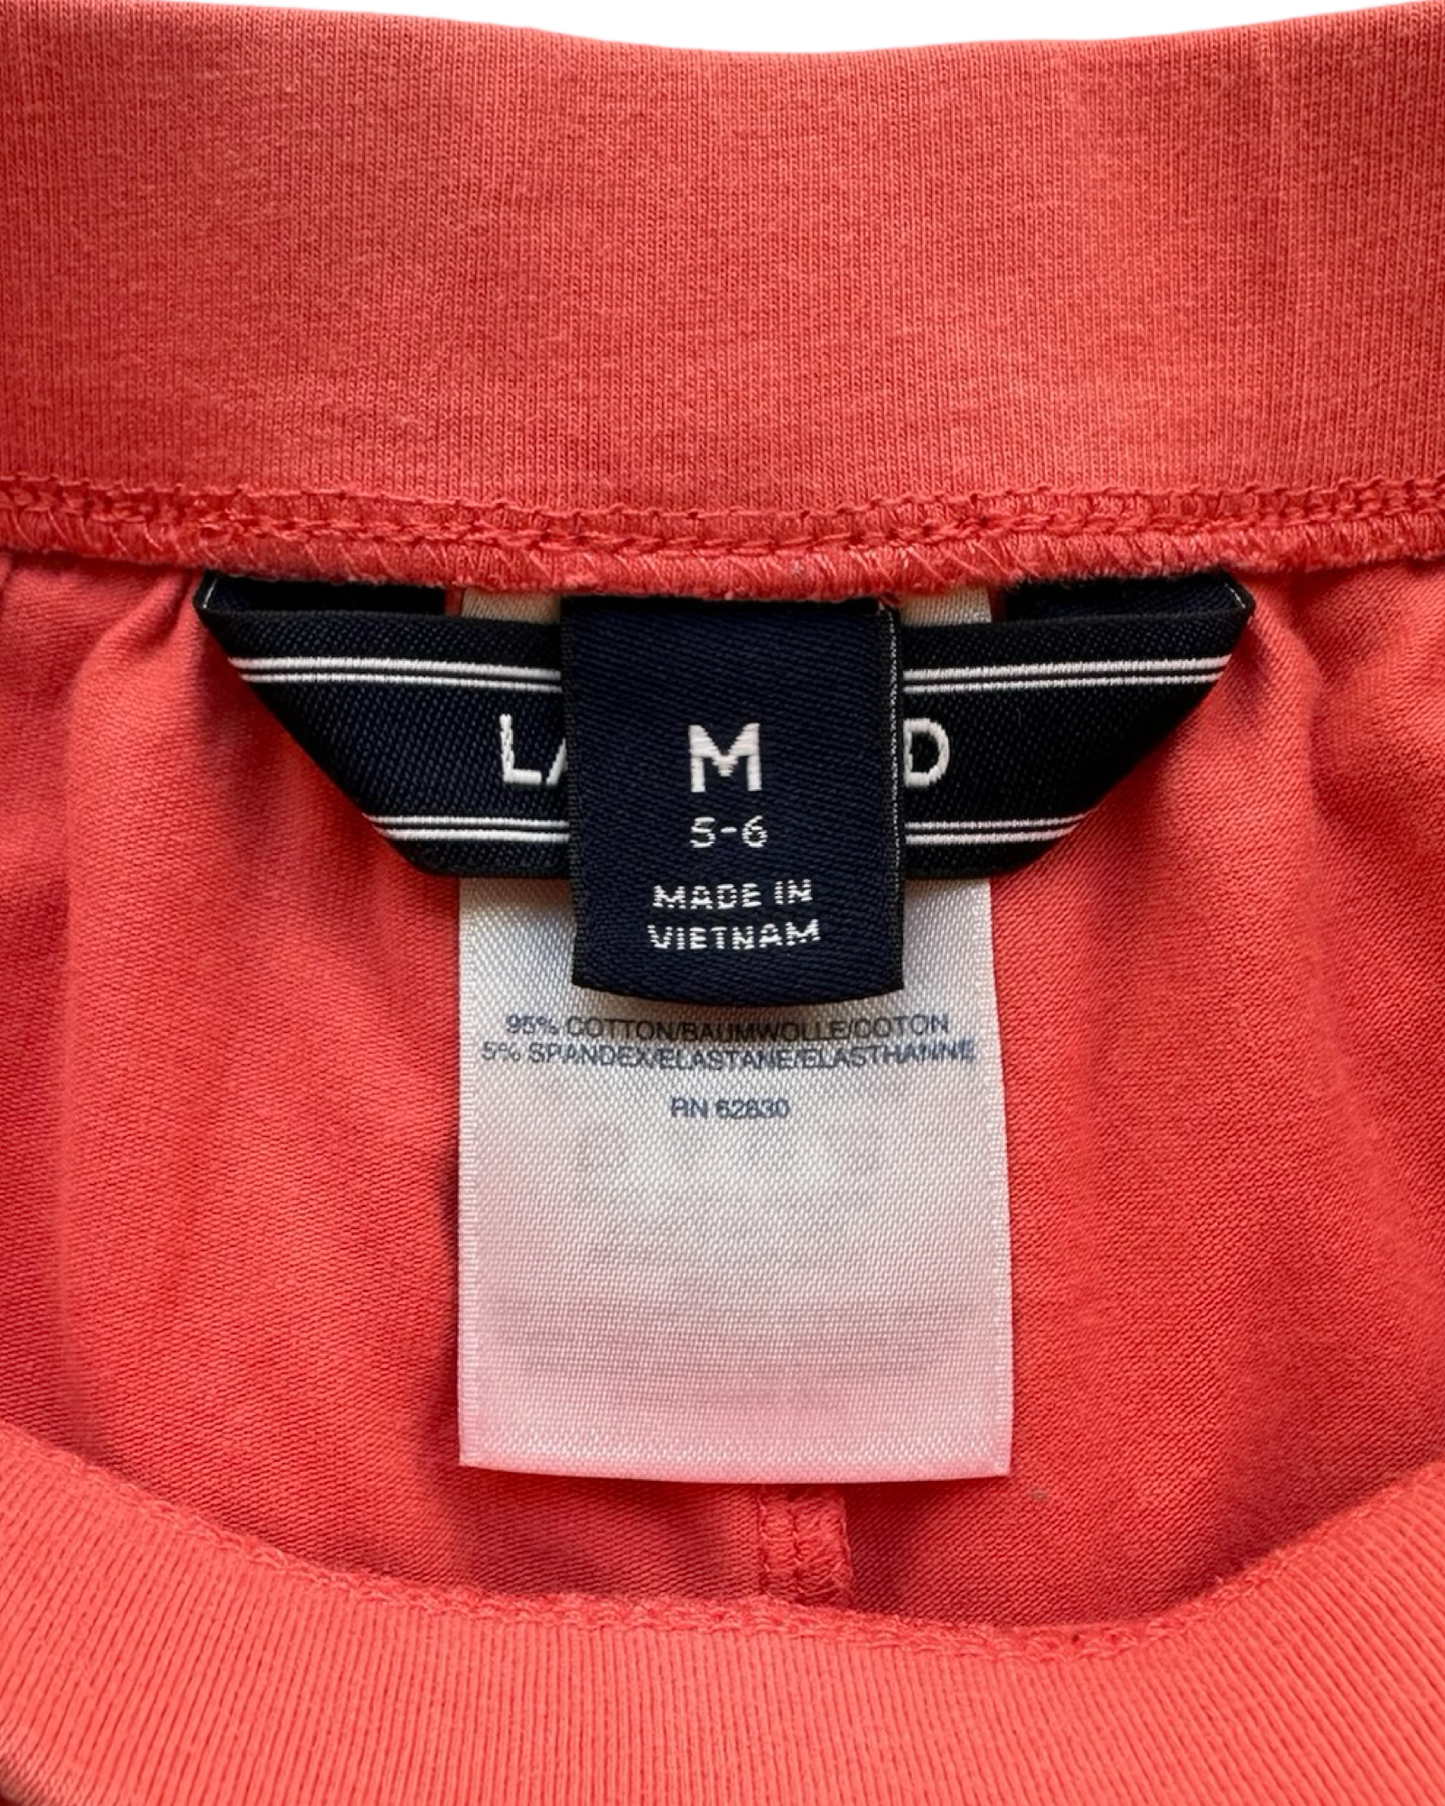 M
5-6
MADE IN
VIETNAM
95% COTTON/BAUMWOLLE/COTON
5% SPANDEX/ELASTANE/ELASTHANNE
RN 62830